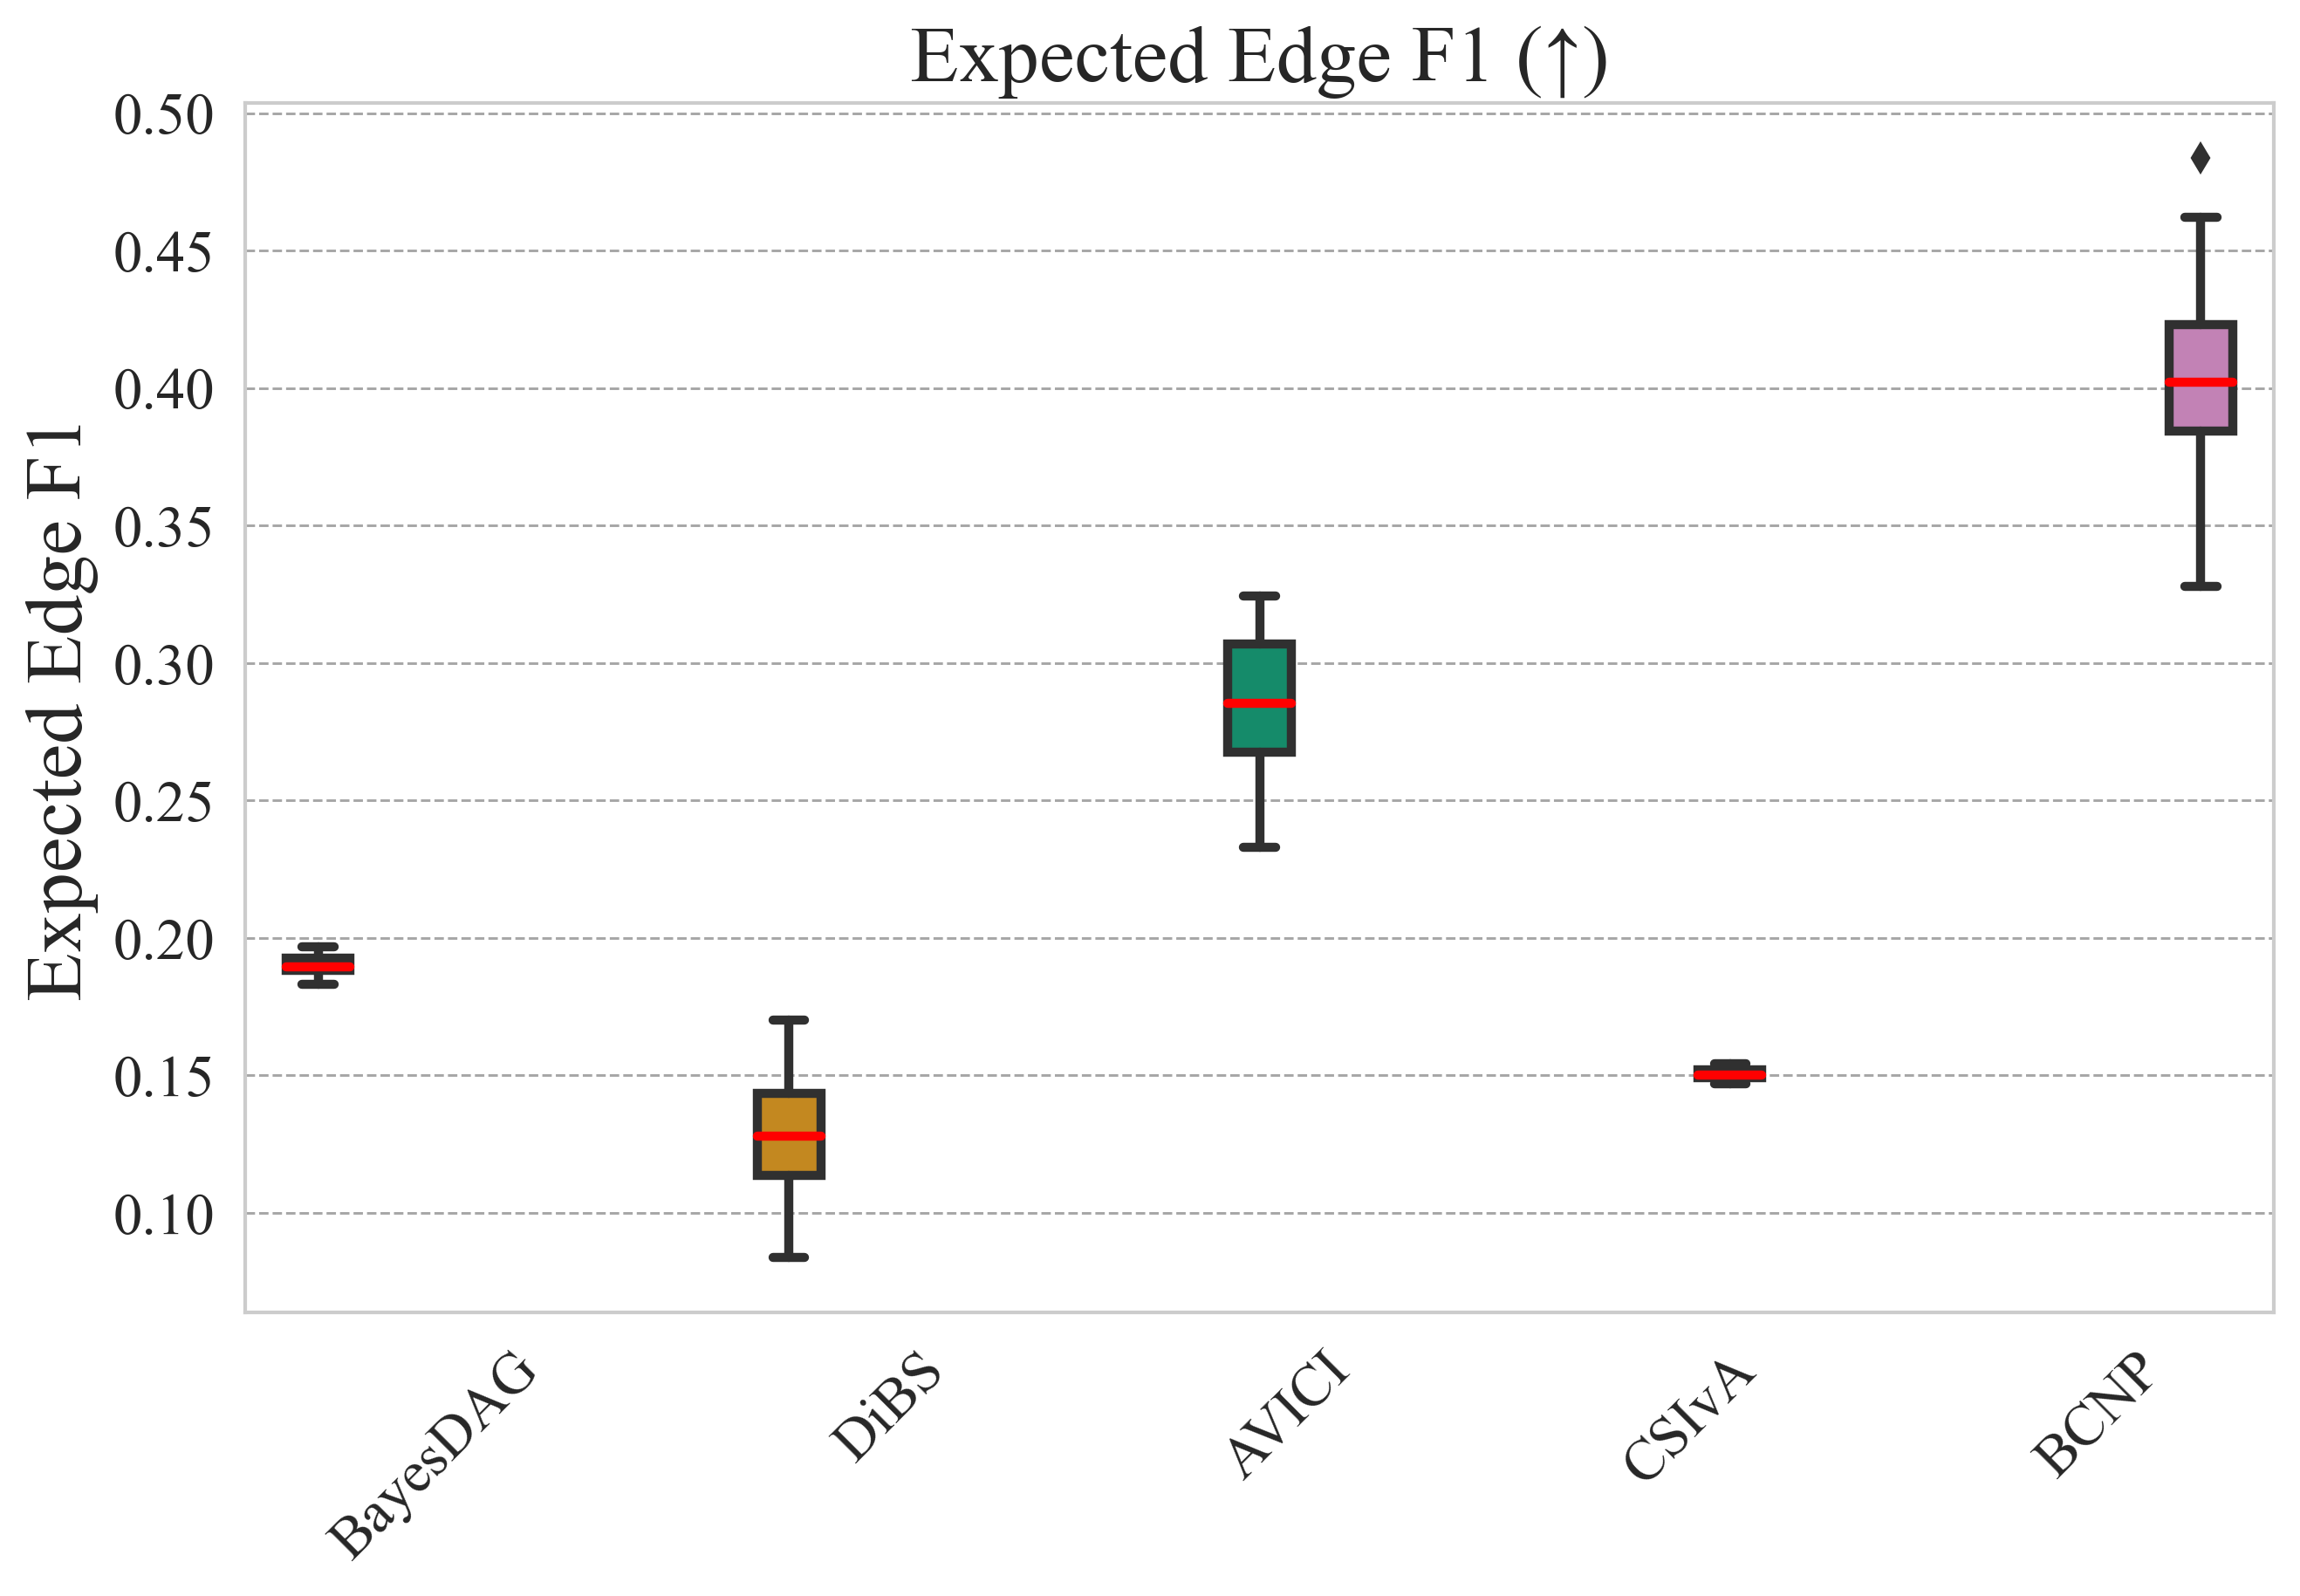 Expected Edge F1 (↑)
Expected Edge F1
0.50
0.45
0.40
0.35
0.30
0.25
0.20
0.15
0.10
BayesDAG
DiBS
AVICI
CSIvA
BCNP